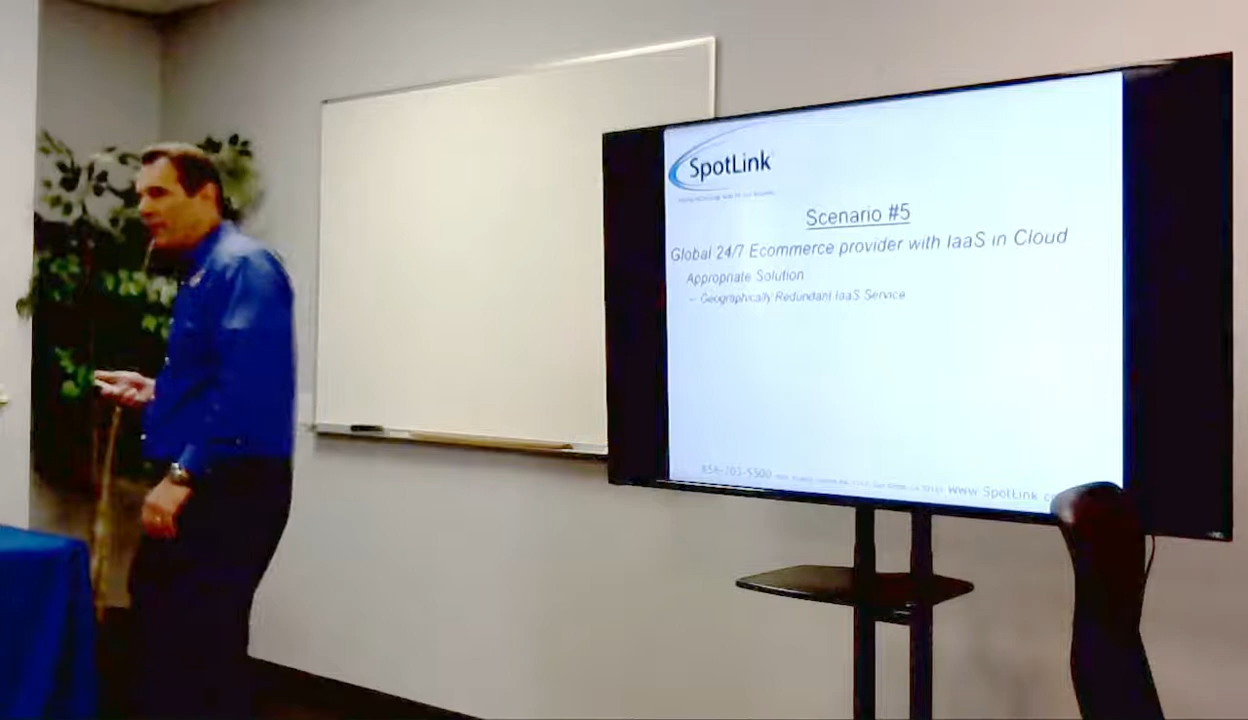 SpotLink
Scenario #5
Global 24/7 Ecommerce provider with IaaS in Cloud
Appropriate Solution
– Geographically Redundant IaaS Service
858-703-5500 www SpotLink